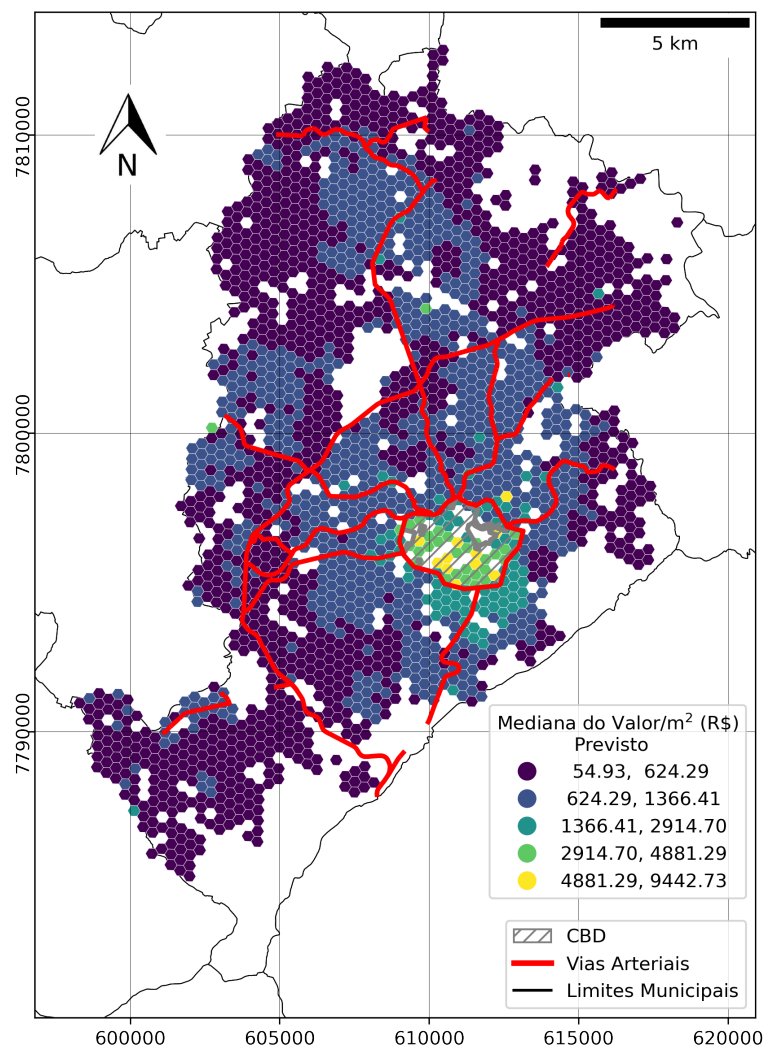 5 km
N
7810000
7800000
7790000
Mediana do Valor/m² (R$)
Previsto
54.93, 624.29
624.29, 1366.41
1366.41, 2914.70
2914.70, 4881.29
4881.29, 9442.73
CBD
Vias Arteriais
Limites Municipais
600000 605000 610000 615000 620000